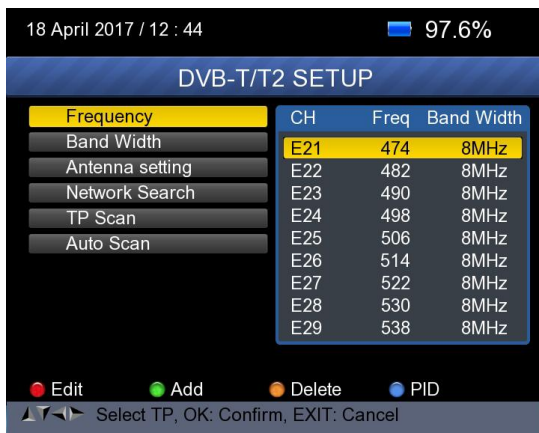 18 April 2017 / 12 : 44 97.6%
DVB-T/T2 SETUP
Frequency
Band Width
Antenna setting
Network Search
TP Scan
Auto Scan
CH Freq Band Width
E21 474 8MHz
E22 482 8MHz
E23 490 8MHz
E24 498 8MHz
E25 506 8MHz
E26 514 8MHz
E27 522 8MHz
E28 530 8MHz
E29 538 8MHz
Edit Add Delete PID
Select TP, OK: Confirm, EXIT: Cancel